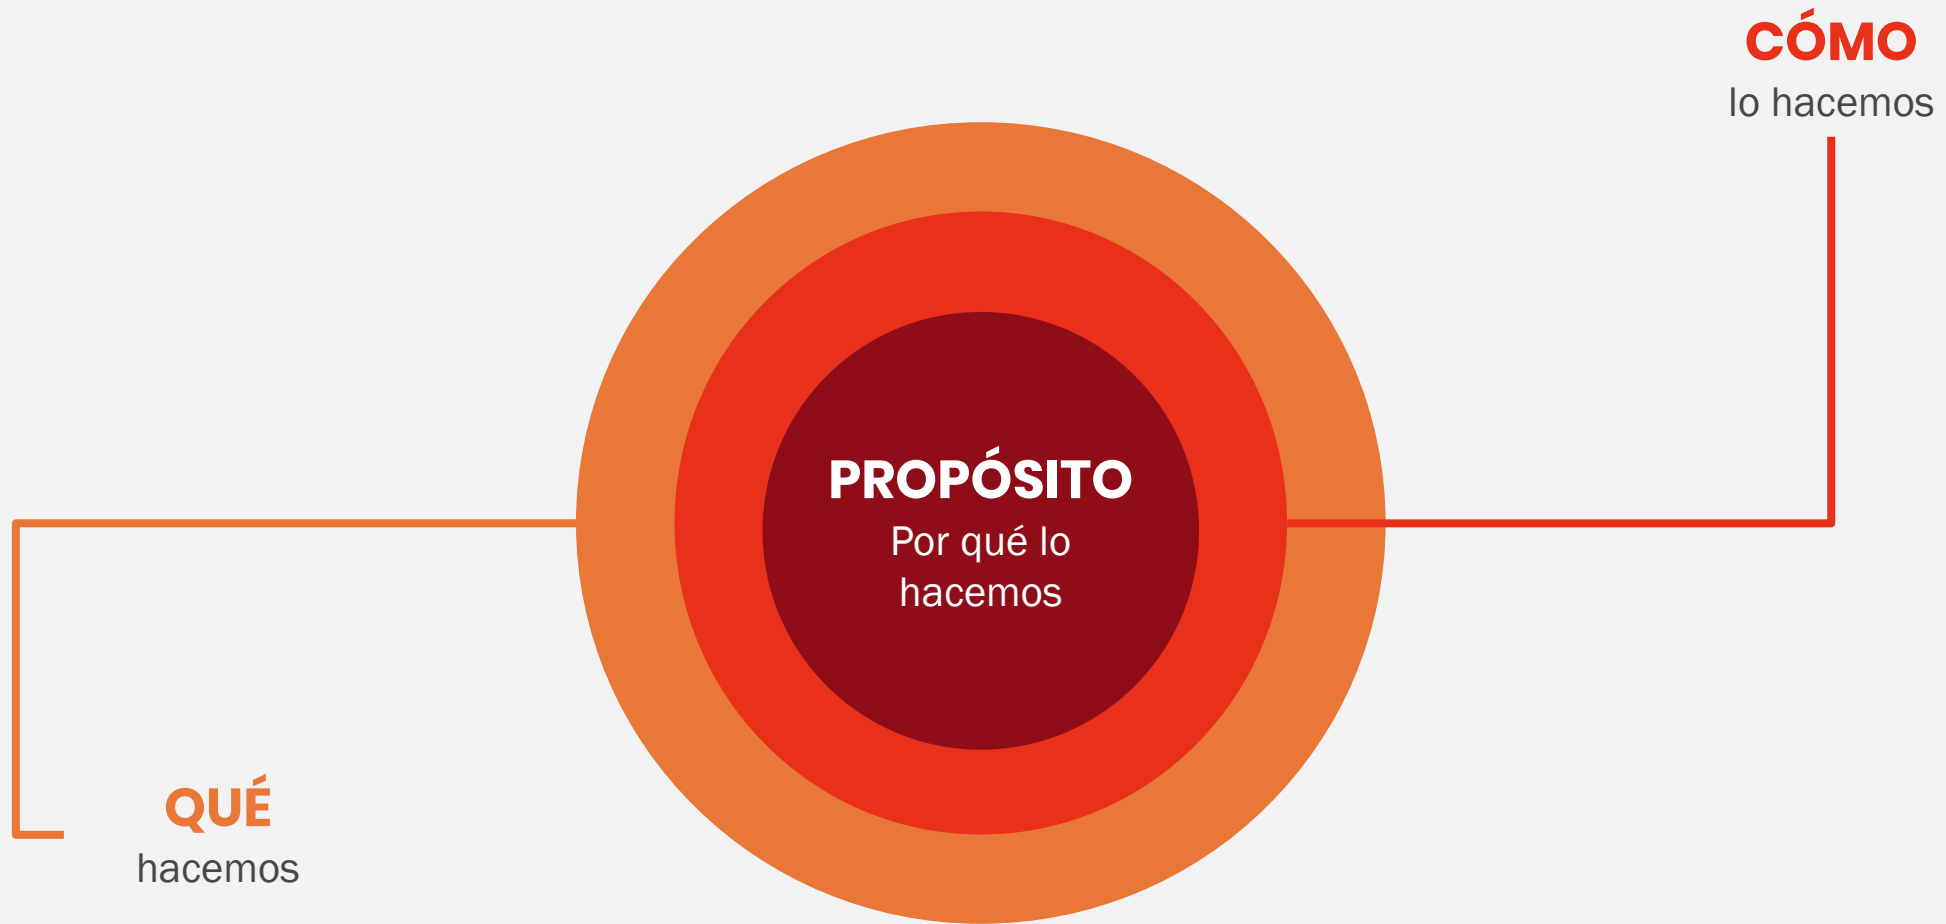 CÓMO
lo hacemos
PROPÓSITO
Por qué lo
hacemos
QUÉ
hacemos